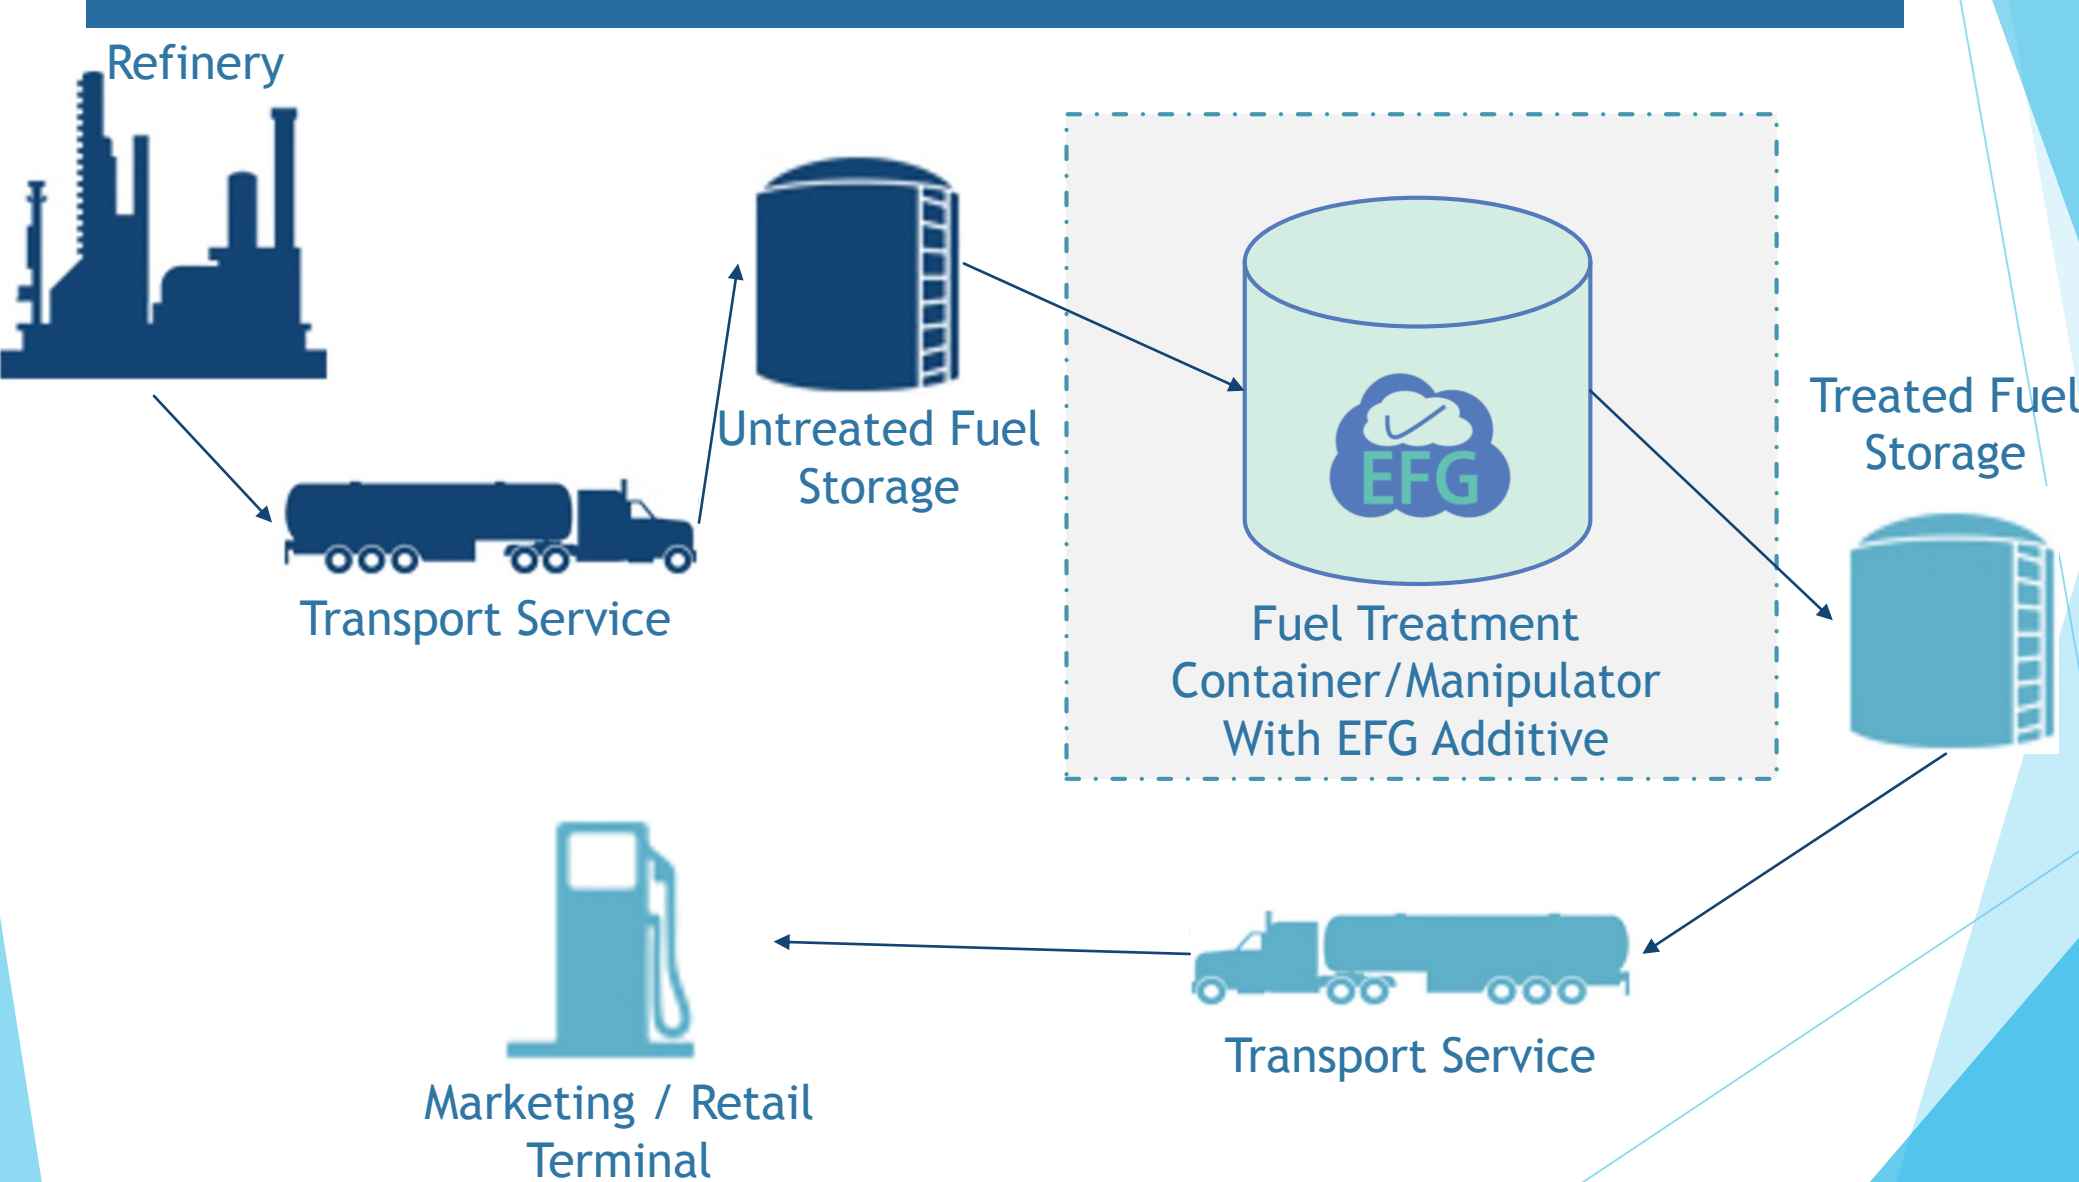 Refinery
Transport Service
Untreated Fuel
Storage
EFG
Fuel Treatment
Container/Manipulator
With EFG Additive
Treated Fuel
Storage
Transport Service
Marketing / Retail
Terminal